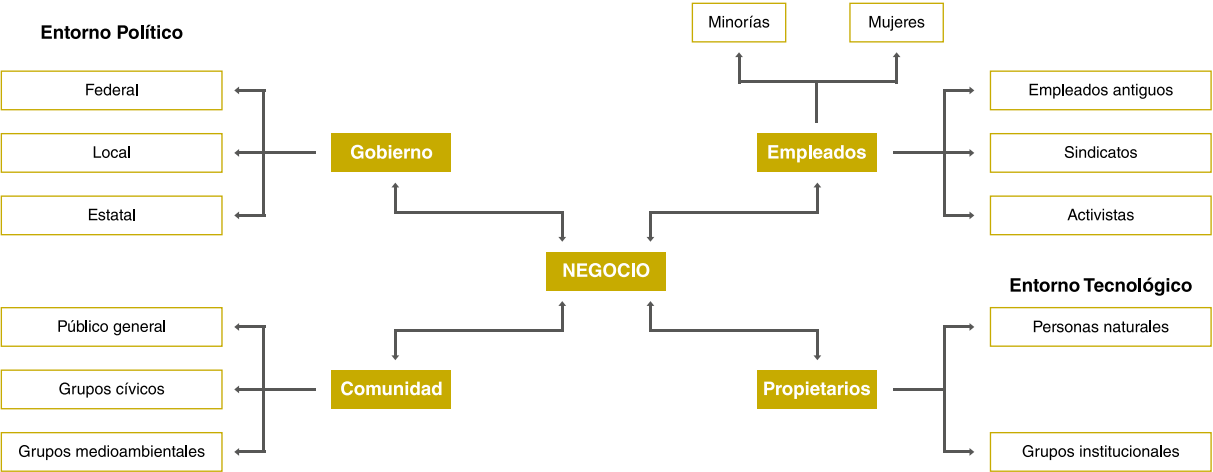 Entorno Político
Federal
Local
Estatal
Gobierno
Minorías
Mujeres
Empleados
Empleados antiguos
Sindicatos
Activistas
NEGOCIO
Público general
Grupos cívicos
Grupos medioambientales
Comunidad
Propietarios
Entorno Tecnológico
Personas naturales
Grupos institucionales